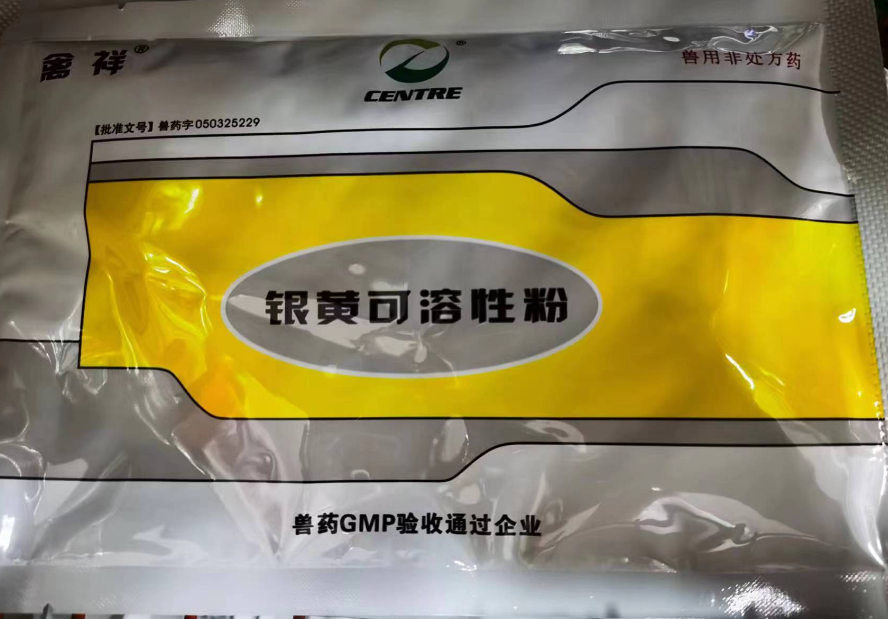 禽祥®
CENTRE
兽用非处方药
【批准文号】兽药字050325229
银黄可溶性粉
兽药GMP验收通过企业